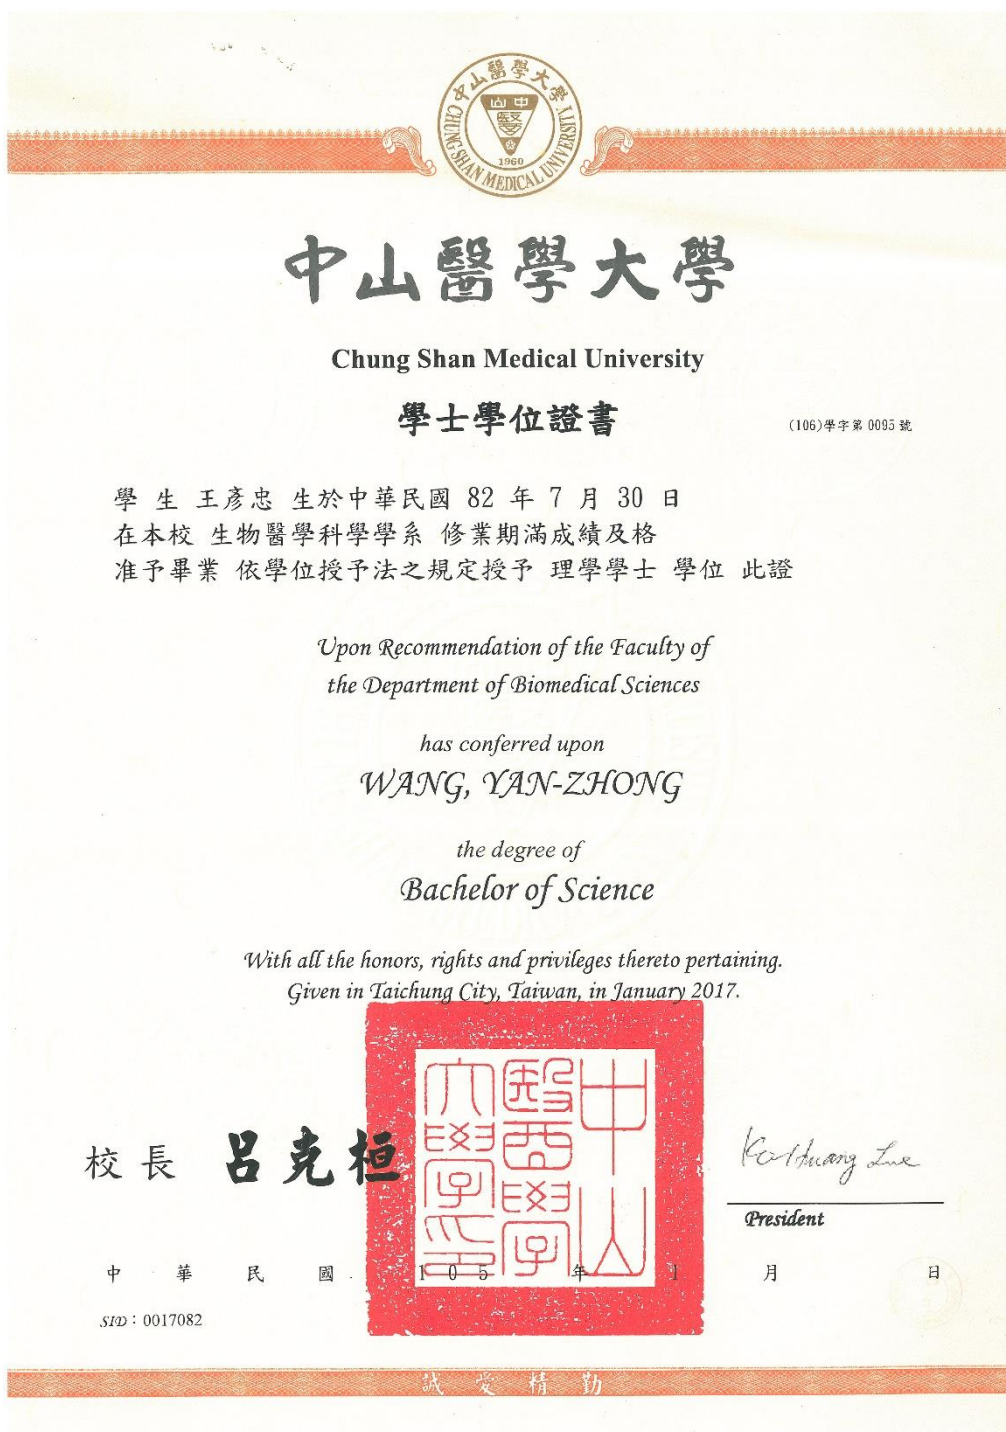 中山醫學大學
CHUNG SHAN MEDICAL UNIVERSITY
中山
醫
1960
中山醫學大學
Chung Shan Medical University
學士學位證書
(106)學字第 0095 號
學 生 王彥忠 生於中華民國 82 年 7 月 30 日
在本校 生物醫學科學學系 修業期滿成績及格
准予畢業 依學位授予法之規定授予 理學學士 學位 此證
Upon Recommendation of the Faculty of
the Department of Biomedical Sciences
has conferred upon
WANG, YAN-ZHONG
the degree of
Bachelor of Science
With all the honors, rights and privileges thereto pertaining.
Given in Taichung City, Taiwan, in January 2017.
中山醫學大學印
校長 呂克桓
Ko-Huang Lue
President
中 華 民 國 105 年 1 月 日
SID：0017082
誠 愛 精 勤